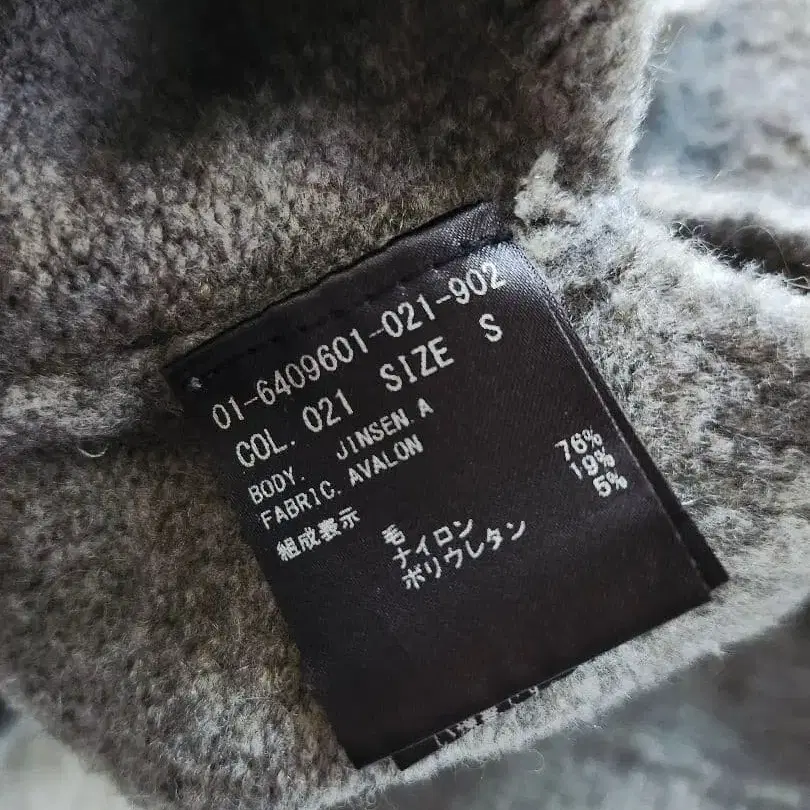 01-6409601-021-902
COL. 021 SIZE S
BODY. JINSEN.A
FABRIC. AVALON
組成表示
毛 76%
ナイロン 19%
ポリウレタン 5%